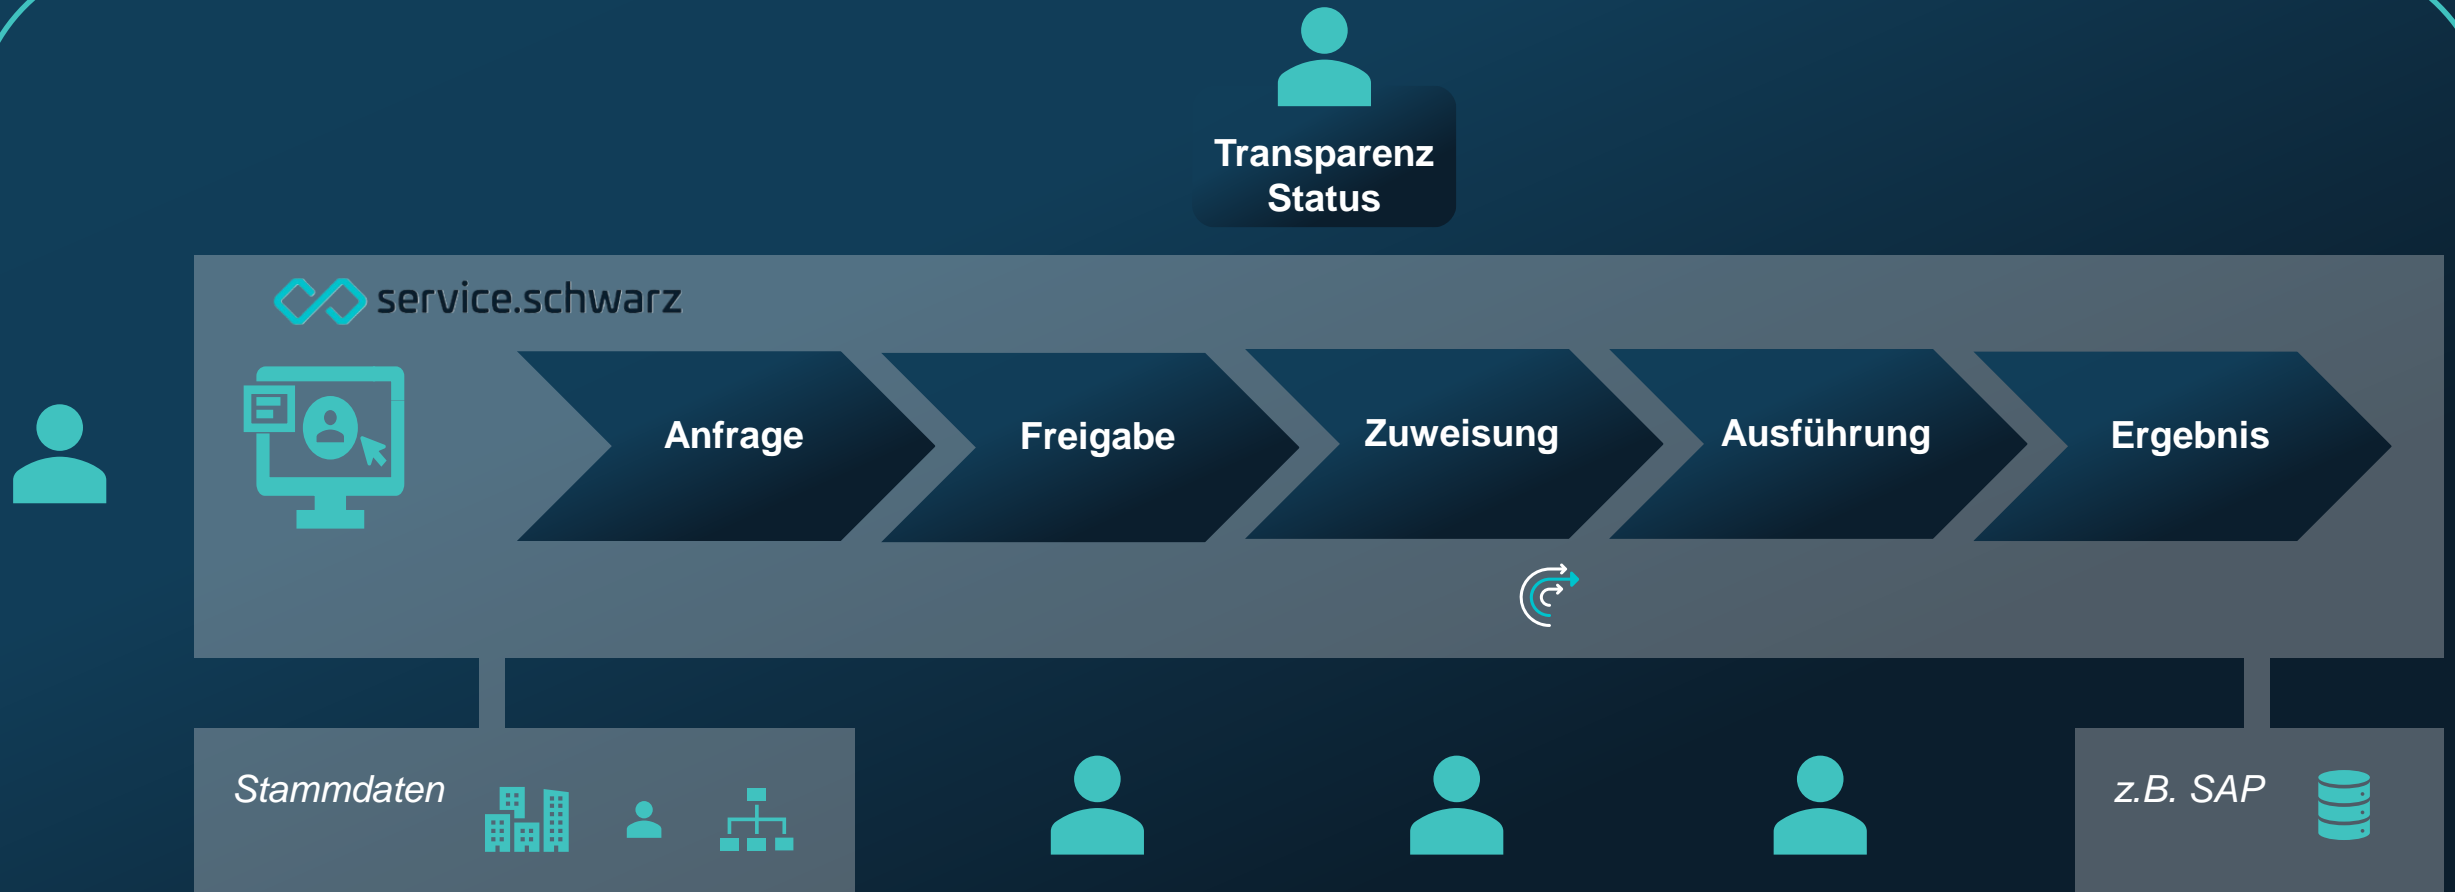 Transparenz
Status
service.schwarz
Anfrage
Freigabe
Zuweisung
Ausführung
Ergebnis
Stammdaten
z.B. SAP